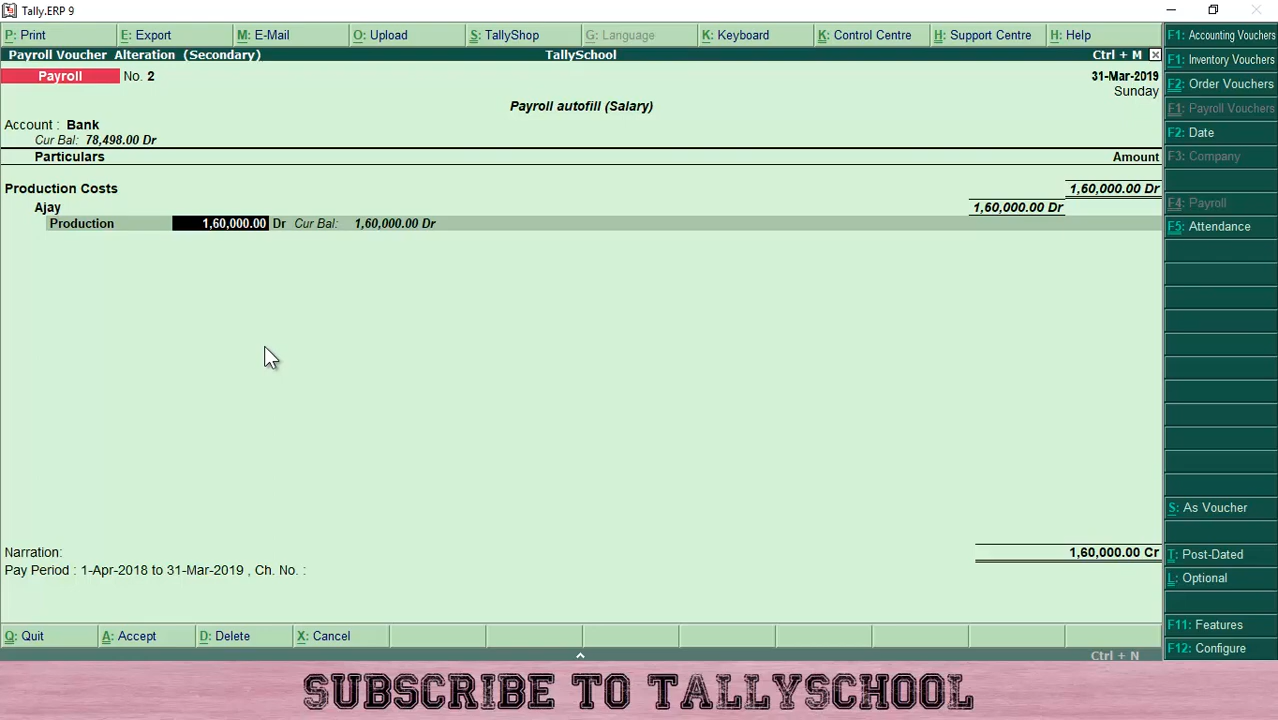 Tally.ERP 9
P: Print E: Export M: E-Mail O: Upload S: TallyShop G: Language K: Keyboard K: Control Centre H: Support Centre H: Help
Payroll Voucher Alteration (Secondary) TallySchool Ctrl + M
Payroll No. 2 31-Mar-2019
Sunday
Payroll autofill (Salary)
Account : Bank
Cur Bal: 78,498.00 Dr
Particulars Amount
Production Costs 1,60,000.00 Dr
Ajay 1,60,000.00 Dr
Production 1,60,000.00 Dr Cur Bal: 1,60,000.00 Dr
Narration: 1,60,000.00 Cr
Pay Period : 1-Apr-2018 to 31-Mar-2019 , Ch. No. :
Q: Quit A: Accept D: Delete X: Cancel
Ctrl + N
F1: Accounting Vouchers
F1: Inventory Vouchers
F2: Order Vouchers
F1: Payroll Vouchers
F2: Date
F3: Company
F4: Payroll
F5: Attendance
S: As Voucher
T: Post-Dated
L: Optional
F11: Features
F12: Configure
SUBSCRIBE TO TALLYSCHOOL